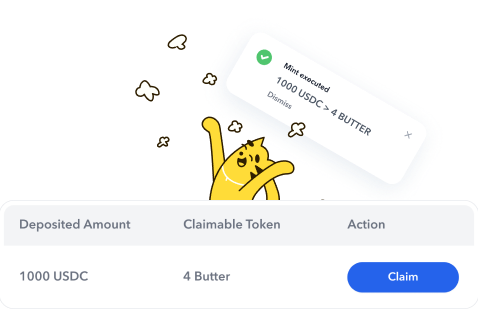 Mint executed
1000 USDC > 4 BUTTER
Dismiss
Deposited Amount Claimable Token Action
1000 USDC 4 Butter Claim